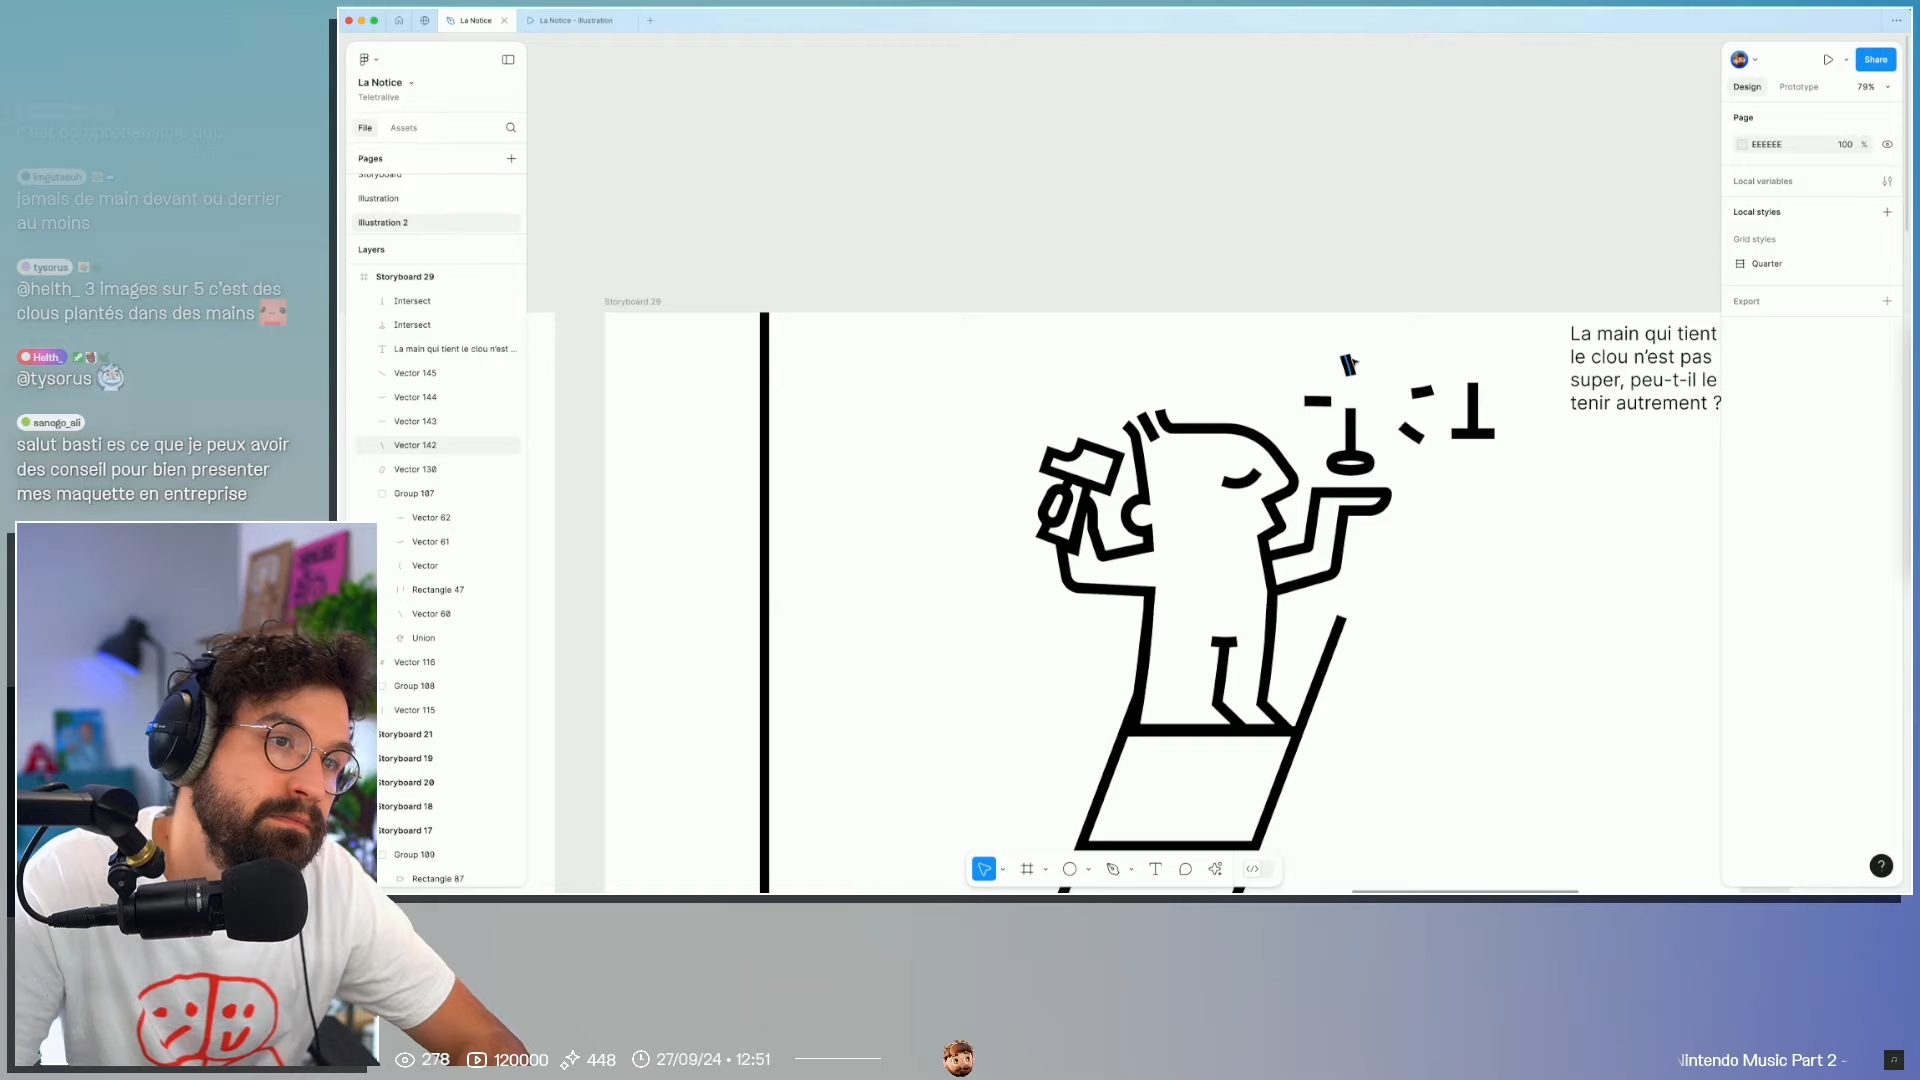 La Notice
La Notice - Illustration
imgutsouh
jamais de main devant ou derrier
au moins
tysorus
@helth_ 3 images sur 5 c'est des
clous plantés dans des mains
Helth_
@tysorus
sanogo_ali
salut basti es ce que je peux avoir
des conseil pour bien presenter
mes maquette en entreprise
La Notice
Teletralive
File Assets
Pages
Storyboard
Illustration
Illustration 2
Layers
Storyboard 29
Intersect
Intersect
La main qui tient le clou n'est ...
Vector 145
Vector 144
Vector 143
Vector 142
Vector 130
Group 107
Vector 62
Vector 61
Vector
Rectangle 47
Vector 60
Union
Vector 116
Group 108
Vector 115
Storyboard 21
Storyboard 19
Storyboard 20
Storyboard 18
Storyboard 17
Group 109
Rectangle 87
Storyboard 29
La main qui tient
le clou n'est pas
super, peu-t-il le
tenir autrement ?
Share
Design Prototype 79%
Page
EEEEEE 100 %
Local variables
Local styles
Grid styles
Quarter
Export
?
278 120000 448 27/09/24 • 12:51
Nintendo Music Part 2 -